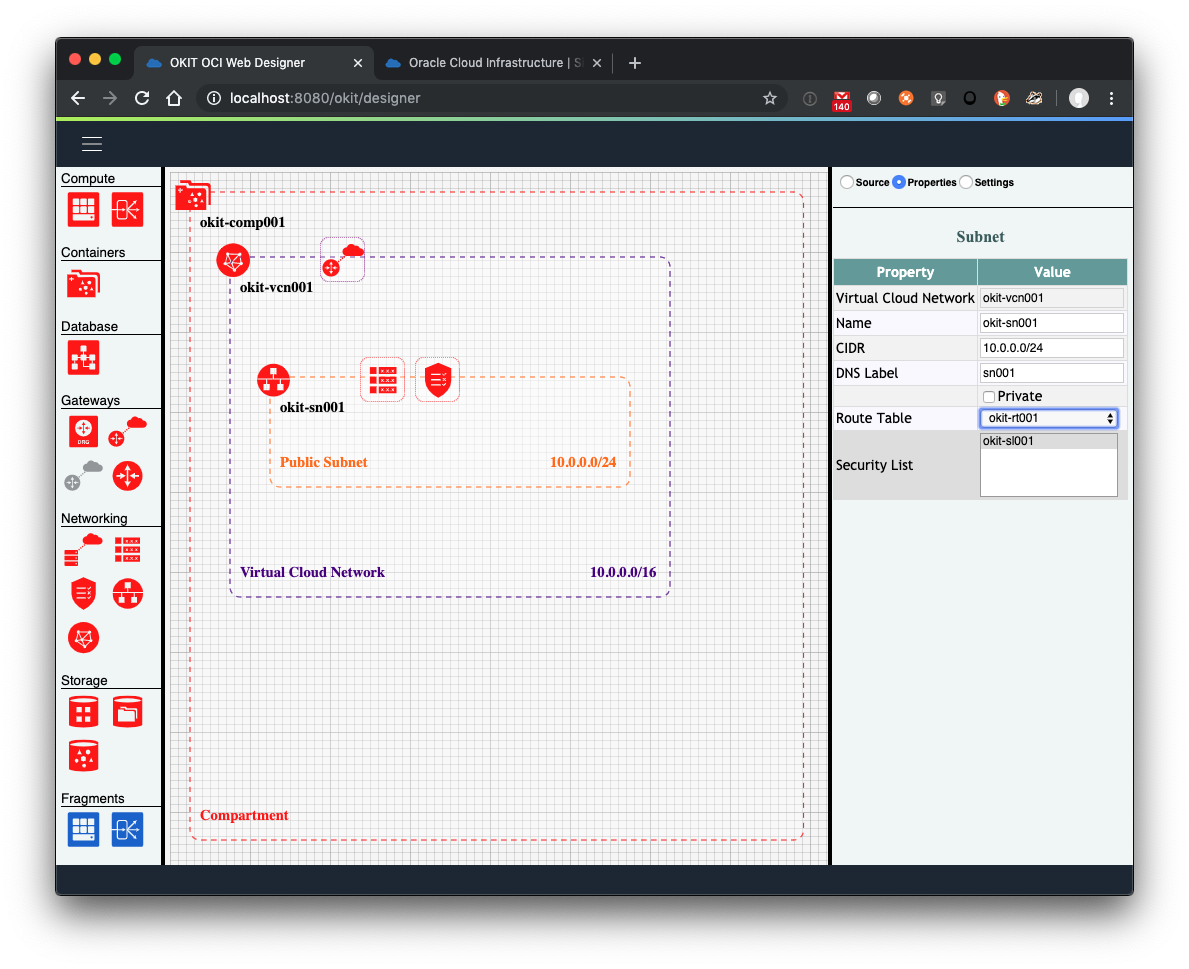 OKIT OCI Web Designer
Oracle Cloud Infrastructure | Si
localhost:8080/okit/designer
140
Compute
Containers
Database
Gateways
DRG
Networking
Storage
Fragments
okit-comp001
okit-vcn001
okit-sn001
Public Subnet 10.0.0.0/24
Virtual Cloud Network 10.0.0.0/16
Compartment
Source Properties Settings
Subnet
Property Value
Virtual Cloud Network okit-vcn001
Name okit-sn001
CIDR 10.0.0.0/24
DNS Label sn001
Private
Route Table okit-rt001
Security List okit-sl001